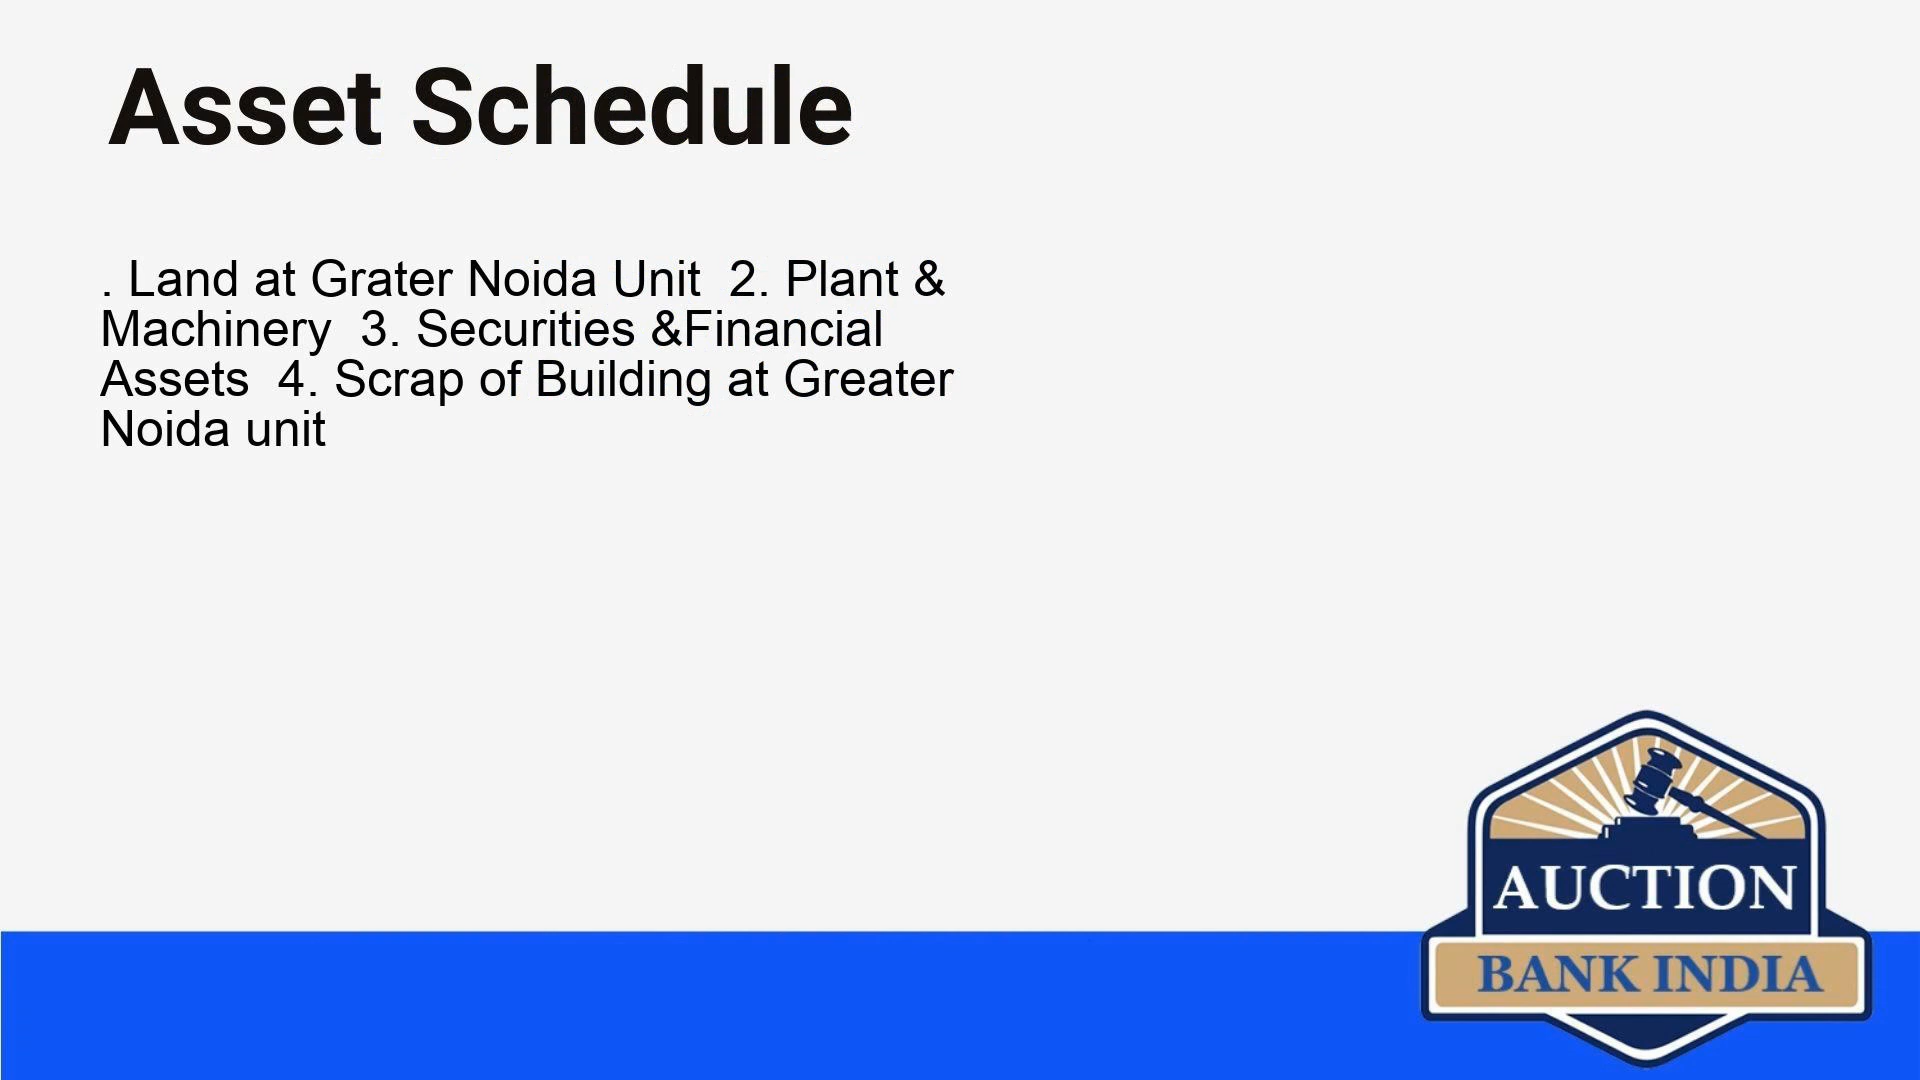 Asset Schedule
. Land at Grater Noida Unit  2. Plant &
Machinery  3. Securities &Financial
Assets  4. Scrap of Building at Greater
Noida unit
AUCTION
BANK INDIA